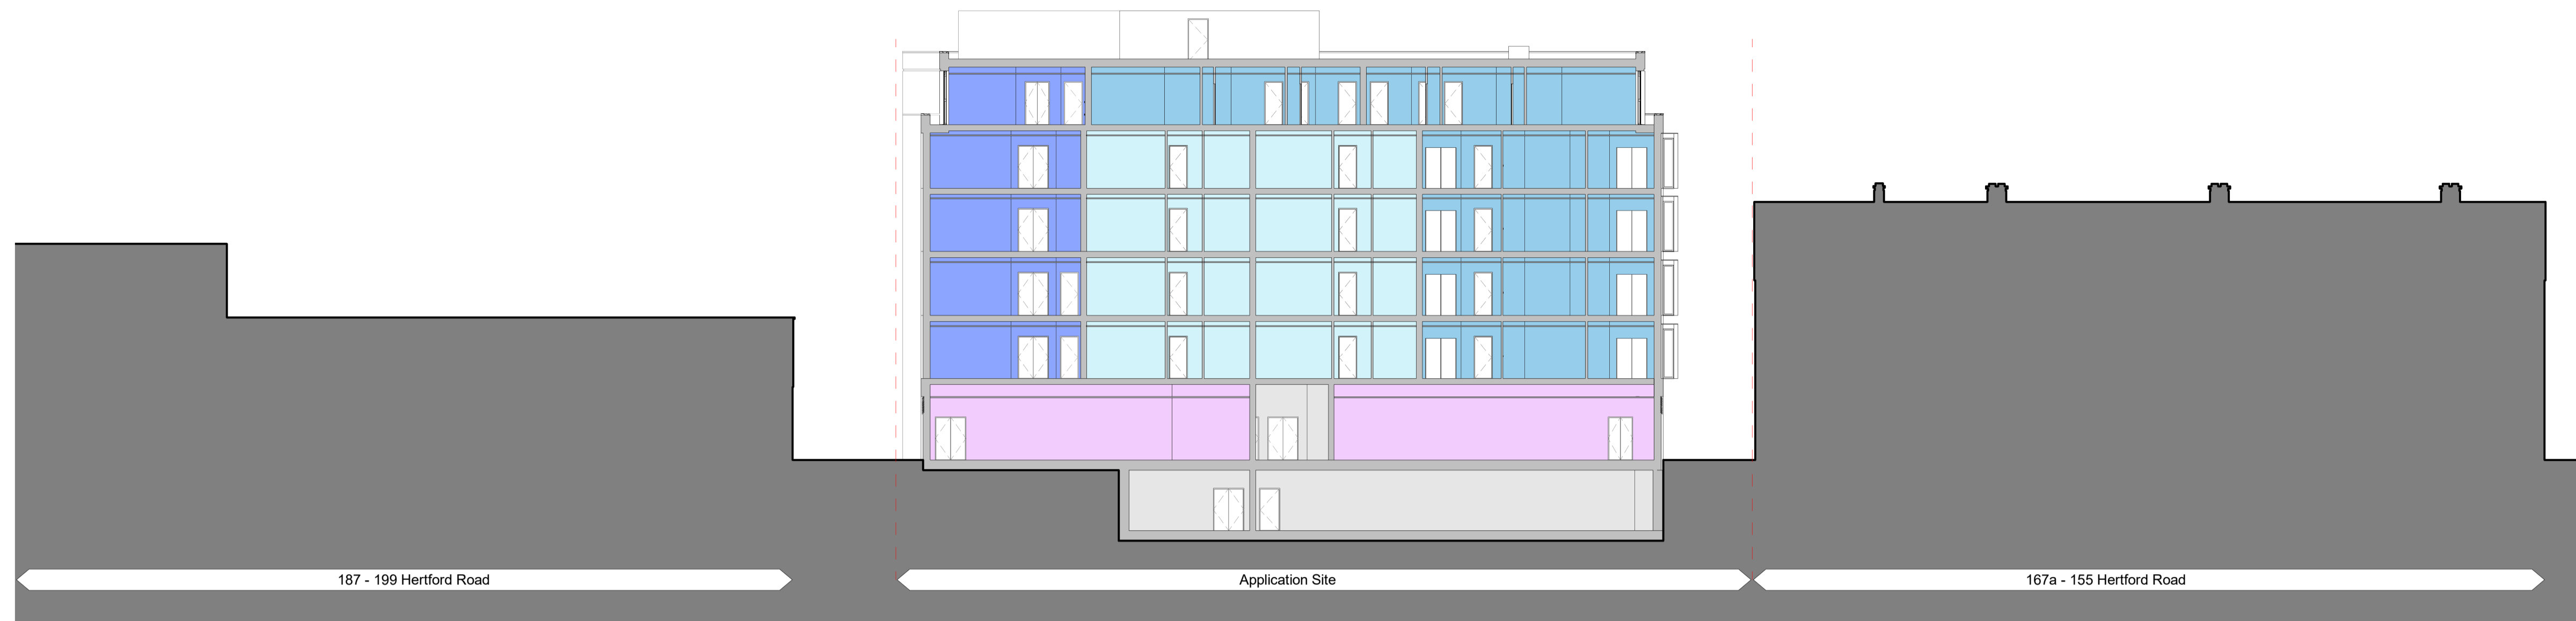 187 - 199 Hertford Road
Application Site
167a - 155 Hertford Road